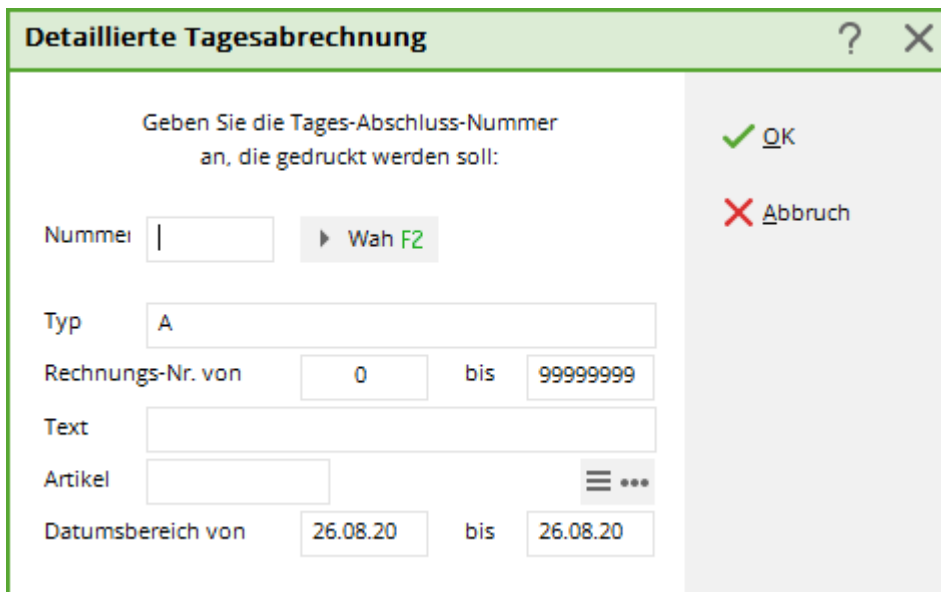 Detaillierte Tagesabrechnung ?
Geben Sie die Tages-Abschluss-Nummer
an, die gedruckt werden soll:
OK
Abbruch
Nummer Wah F2
Typ A
Rechnungs-Nr. von 0 bis 99999999
Text
Artikel
Datumsbereich von 26.08.20 bis 26.08.20